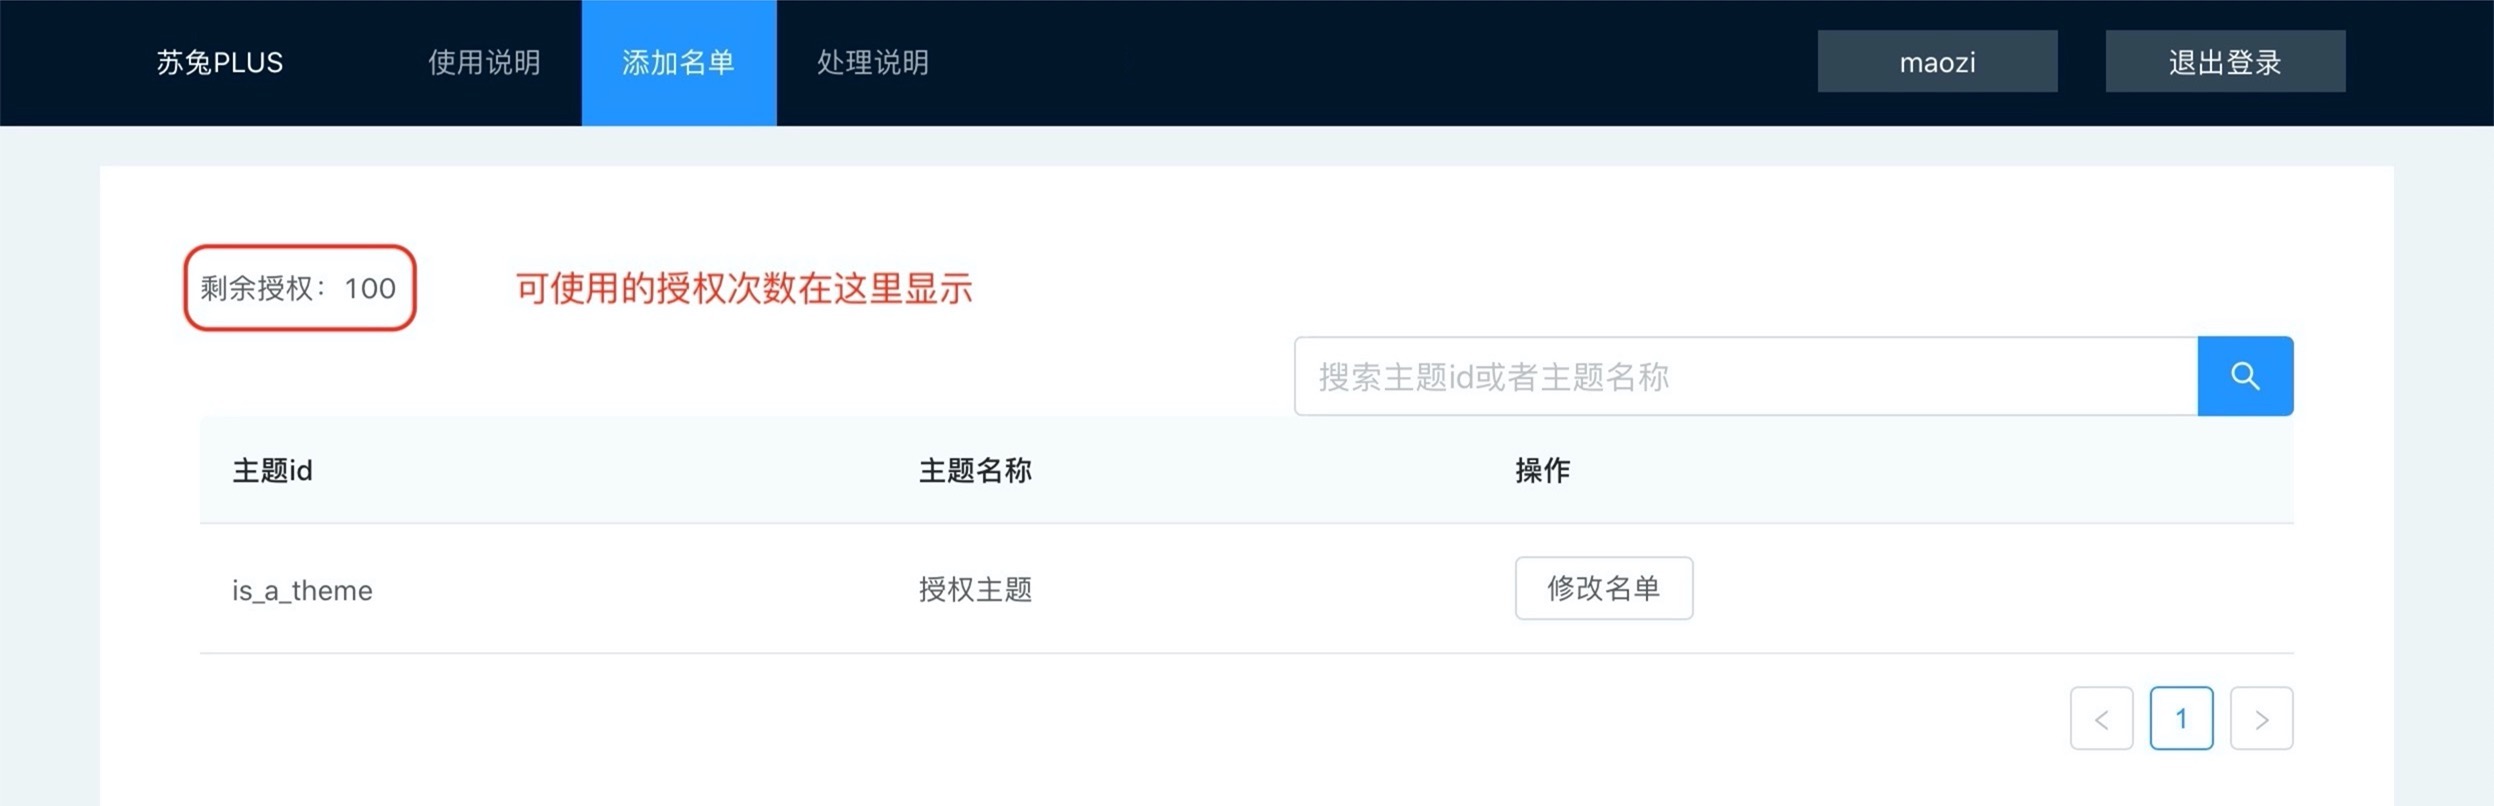 苏兔PLUS 使用说明 添加名单 处理说明 maozi 退出登录
剩余授权：100 可使用的授权次数在这里显示
搜索主题id或者主题名称
主题id 主题名称 操作
is_a_theme 授权主题 修改名单
< 1 >